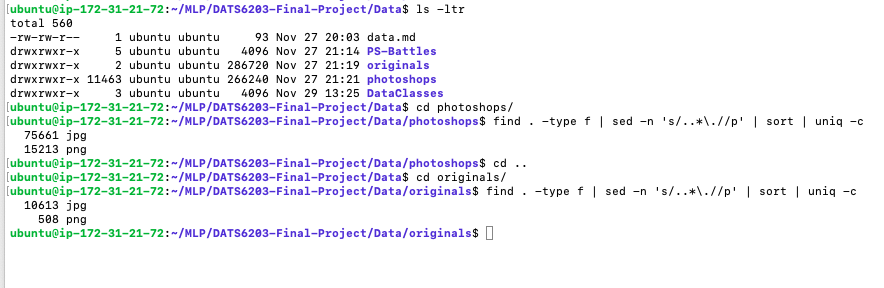 [ubuntu@ip-172-31-21-72:~/MLP/DATS6203-Final-Project/Data$ ls -ltr
total 560
-rw-rw-r-- 1 ubuntu ubuntu 93 Nov 27 20:03 data.md
drwxrwxr-x 5 ubuntu ubuntu 4096 Nov 27 21:14 PS-Battles
drwxrwxr-x 2 ubuntu ubuntu 286720 Nov 27 21:19 originals
drwxrwxr-x 11463 ubuntu ubuntu 266240 Nov 27 21:21 photoshops
drwxrwxr-x 3 ubuntu ubuntu 4096 Nov 29 13:25 DataClasses
[ubuntu@ip-172-31-21-72:~/MLP/DATS6203-Final-Project/Data$ cd photoshops/
[ubuntu@ip-172-31-21-72:~/MLP/DATS6203-Final-Project/Data/photoshops$ find . -type f | sed -n 's/..*\.//p' | sort | uniq -c
75661 jpg
15213 png
[ubuntu@ip-172-31-21-72:~/MLP/DATS6203-Final-Project/Data/photoshops$ cd ..
[ubuntu@ip-172-31-21-72:~/MLP/DATS6203-Final-Project/Data$ cd originals/
[ubuntu@ip-172-31-21-72:~/MLP/DATS6203-Final-Project/Data/originals$ find . -type f | sed -n 's/..*\.//p' | sort | uniq -c
10613 jpg
508 png
ubuntu@ip-172-31-21-72:~/MLP/DATS6203-Final-Project/Data/originals$